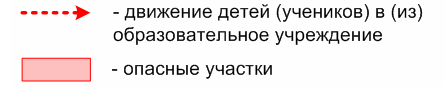 - движение детей (учеников) в (из)
образовательное учреждение
- опасные участки